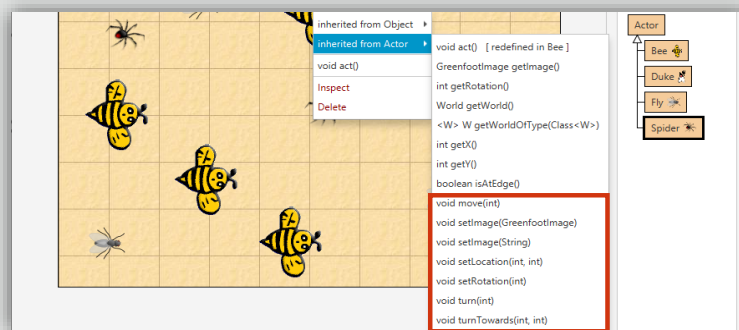 inherited from Object
inherited from Actor
void act()
Inspect
Delete
void act() [ redefined in Bee ]
GreenfootImage getImage()
int getRotation()
World getWorld()
<W> W getWorldOfType(Class<W>)
int getX()
int getY()
boolean isAtEdge()
void move(int)
void setImage(GreenfootImage)
void setImage(String)
void setLocation(int, int)
void setRotation(int)
void turn(int)
void turnTowards(int, int)
Actor
Bee
Duke
Fly
Spider